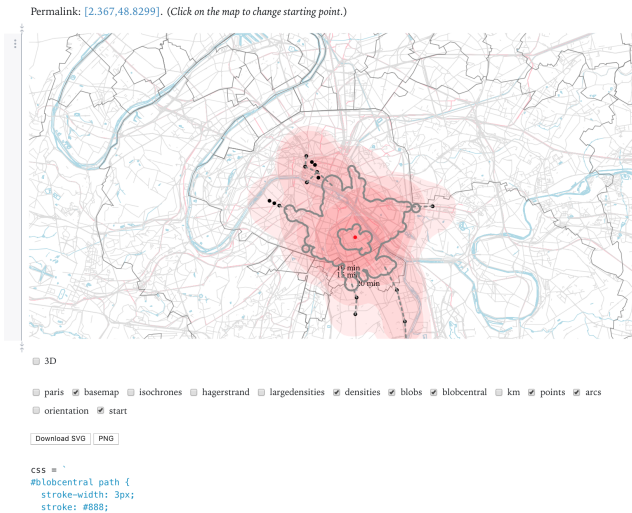 Permalink: [2.367,48.8299]. (Click on the map to change starting point.)
10 min
15 min
20 min
3D
paris basemap isochrones hagerstrand largedensities densities blobs blobcentral km points arcs
orientation start
Download SVG PNG
css = `
#blobcentral path {
stroke-width: 3px;
stroke: #888;